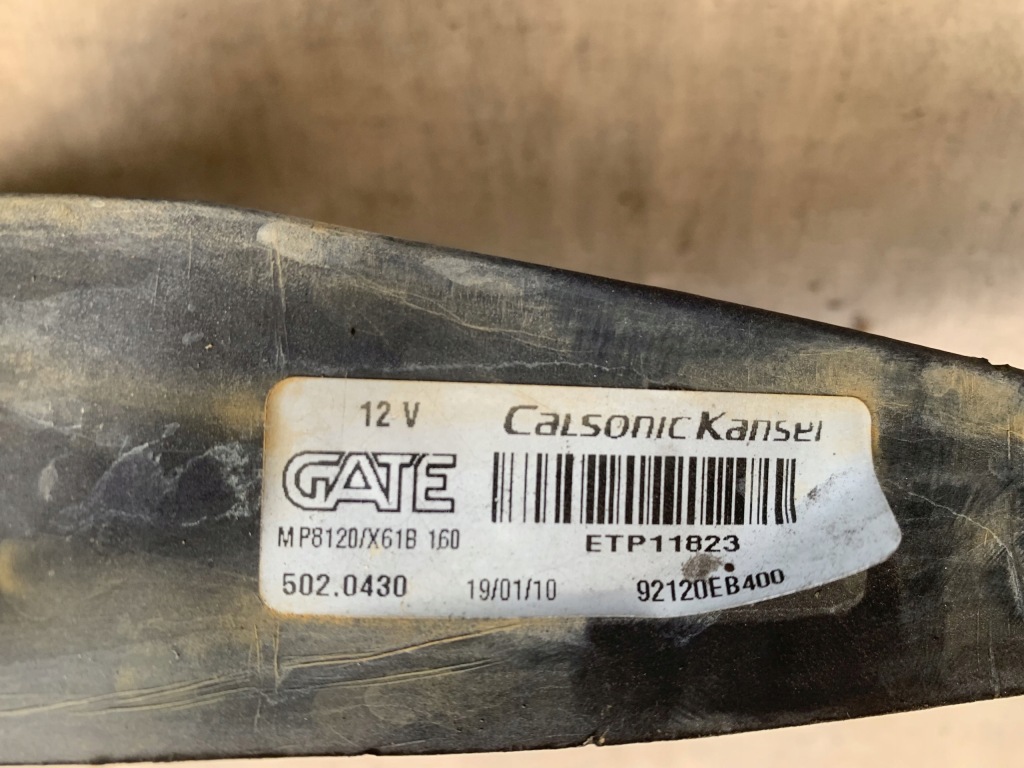 12 V
Calsonic Kansei
GATE
MP8120/X61B 160
ETP11823
502.0430
19/01/10
92120EB400